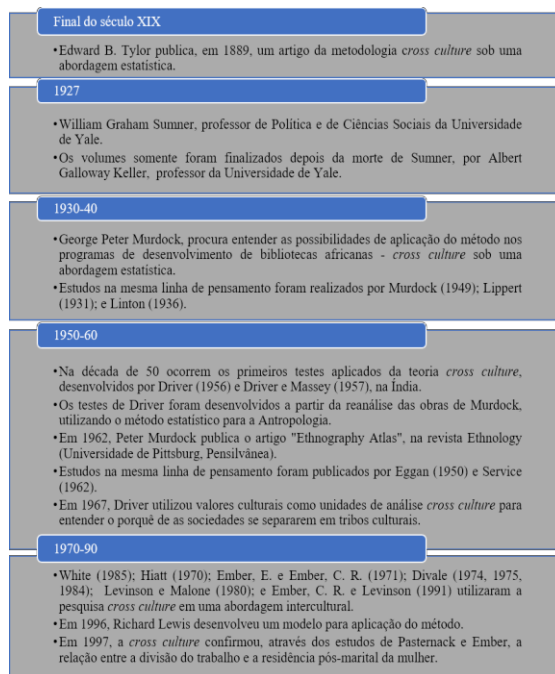 Final do século XIX
•Edward B. Tylor publica, em 1889, um artigo da metodologia cross culture sob uma
abordagem estatística.
1927
•William Graham Sumner, professor de Política e de Ciências Sociais da Universidade
de Yale.
•Os volumes somente foram finalizados depois da morte de Sumner, por Albert
Galloway Keller, professor da Universidade de Yale.
1930-40
•George Peter Murdock, procura entender as possibilidades de aplicação do método nos
programas de desenvolvimento de bibliotecas africanas - cross culture sob uma
abordagem estatística.
•Estudos na mesma linha de pensamento foram realizados por Murdock (1949); Lippert
(1931); e Linton (1936).
1950-60
•Na década de 50 ocorrem os primeiros testes aplicados da teoria cross culture,
desenvolvidos por Driver (1956) e Driver e Massey (1957), na Índia.
•Os testes de Driver foram desenvolvidos a partir da reanálise das obras de Murdock,
utilizando o método estatístico para a Antropologia.
•Em 1962, Peter Murdock publica o artigo "Ethnography Atlas", na revista Ethnology
(Universidade de Pittsburg, Pensilvânea).
•Estudos na mesma linha de pensamento foram publicados por Eggan (1950) e Service
(1962).
•Em 1967, Driver utilizou valores culturais como unidades de análise cross culture para
entender o porquê de as sociedades se separarem em tribos culturais.
1970-90
•White (1985); Hiatt (1970); Ember, E. e Ember, C. R. (1971); Divale (1974, 1975,
1984); Levinson e Malone (1980); e Ember, C. R. e Levinson (1991) utilizaram a
pesquisa cross culture em uma abordagem intercultural.
•Em 1996, Richard Lewis desenvolveu um modelo para aplicação do método.
•Em 1997, a cross culture confirmou, através dos estudos de Pasternack e Ember, a
relação entre a divisão do trabalho e a residência pós-marital da mulher.